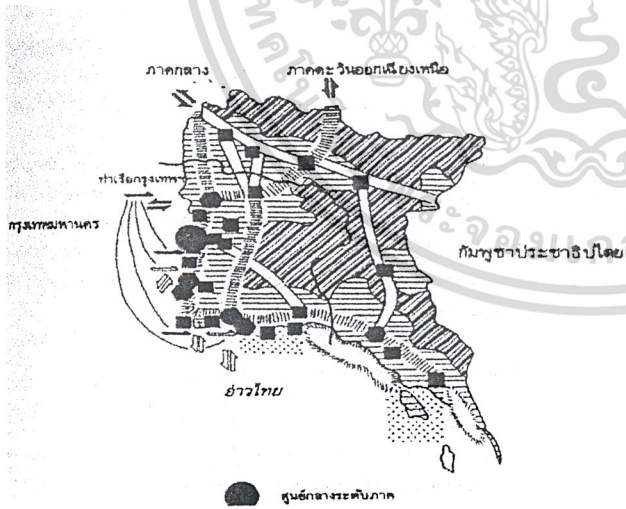 ภาคกลาง
ภาคตะวันออกเฉียงเหนือ
ท่าเรือกรุงเทพฯ
กรุงเทพมหานคร
กัมพูชาประชาธิปไตย
อ่าวไทย
ศูนย์กลางระดับภาค